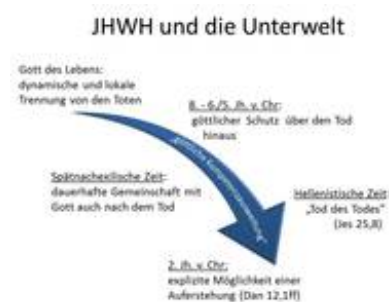 JHWH und die Unterwelt
Gott des Lebens:
dynamische und lokale
Trennung von den Toten
8. - 6./5. Jh. v. Chr:
göttlicher Schutz über den Tod
hinaus
„göttliche Kompetenzausweitung“
Spätnachexilische Zeit:
dauerhafte Gemeinschaft mit
Gott auch nach dem Tod
Hellenistische Zeit:
„Tod des Todes“
(Jes 25,8)
2. Jh. v. Chr:
explizite Möglichkeit einer
Auferstehung (Dan 12,1ff)